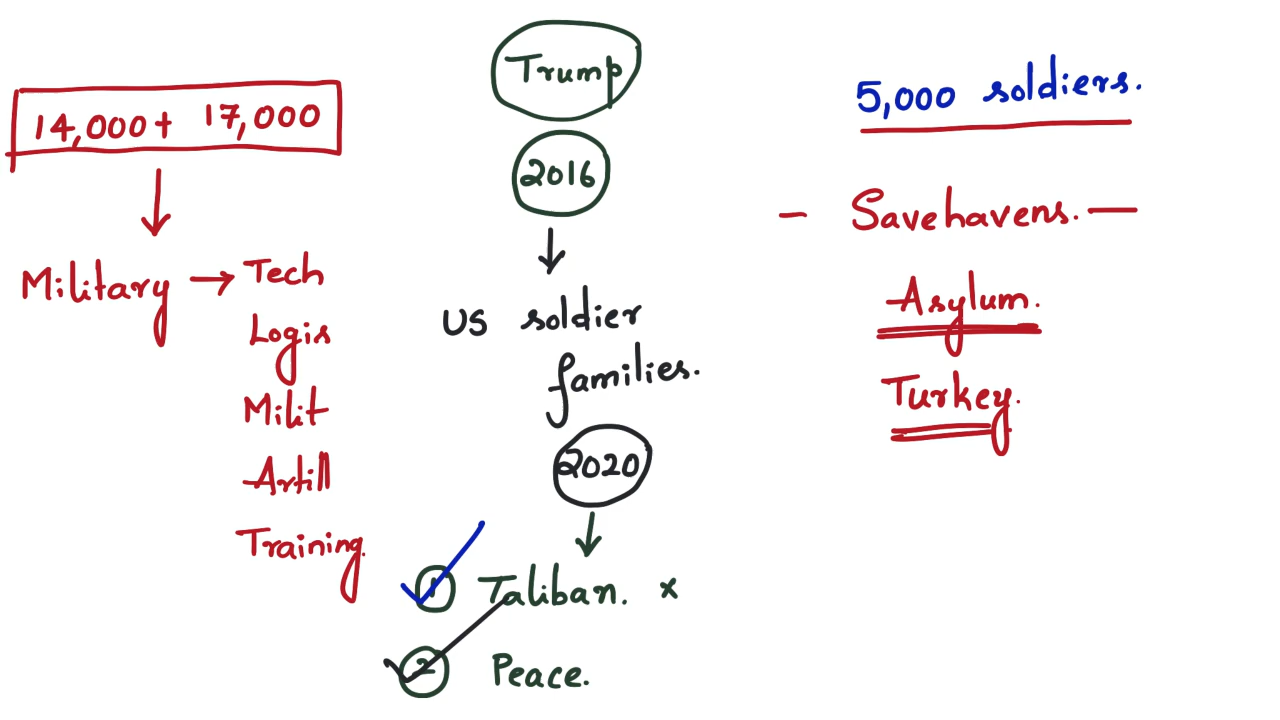 14,000+ 17,000
Military → Tech
Logis
Milit
Artill
Training.
Trump
2016
US soldier
families.
2020
1 Taliban. x
2 Peace.
5,000 soldiers.
- Savehavens. -
Asylum.
Turkey.